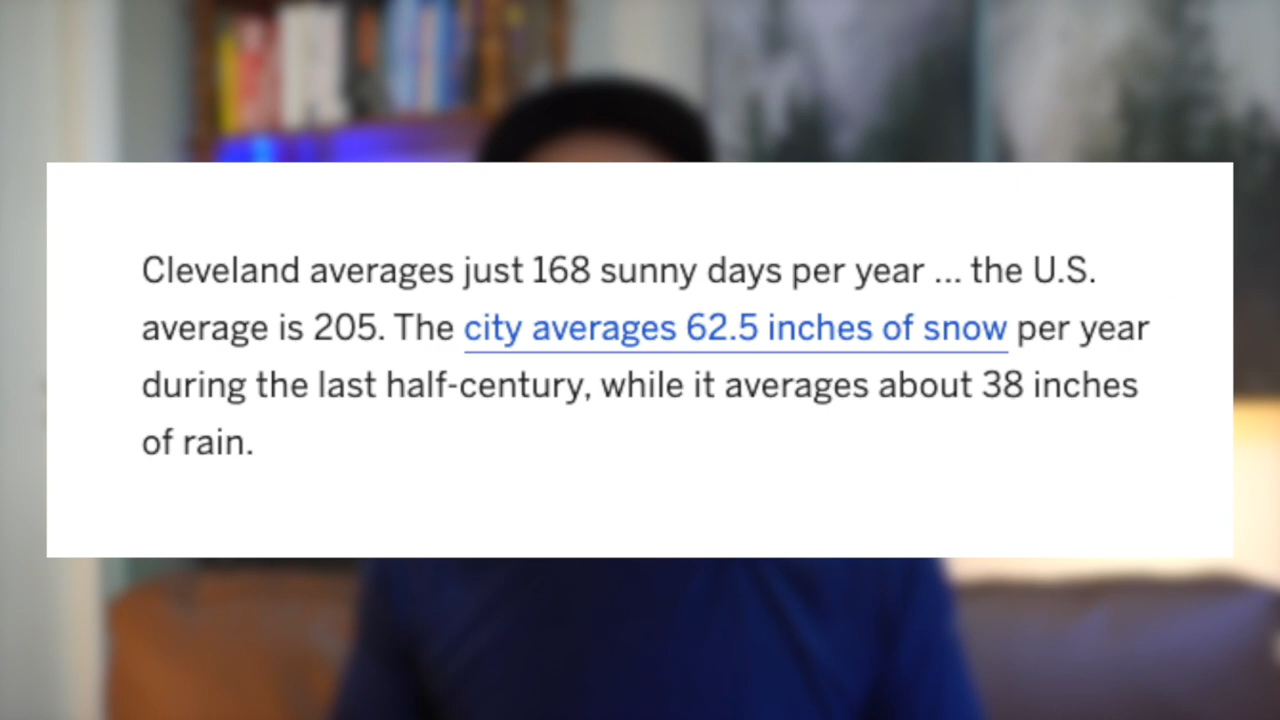 Cleveland averages just 168 sunny days per year ... the U.S.
average is 205. The city averages 62.5 inches of snow per year
during the last half-century, while it averages about 38 inches
of rain.